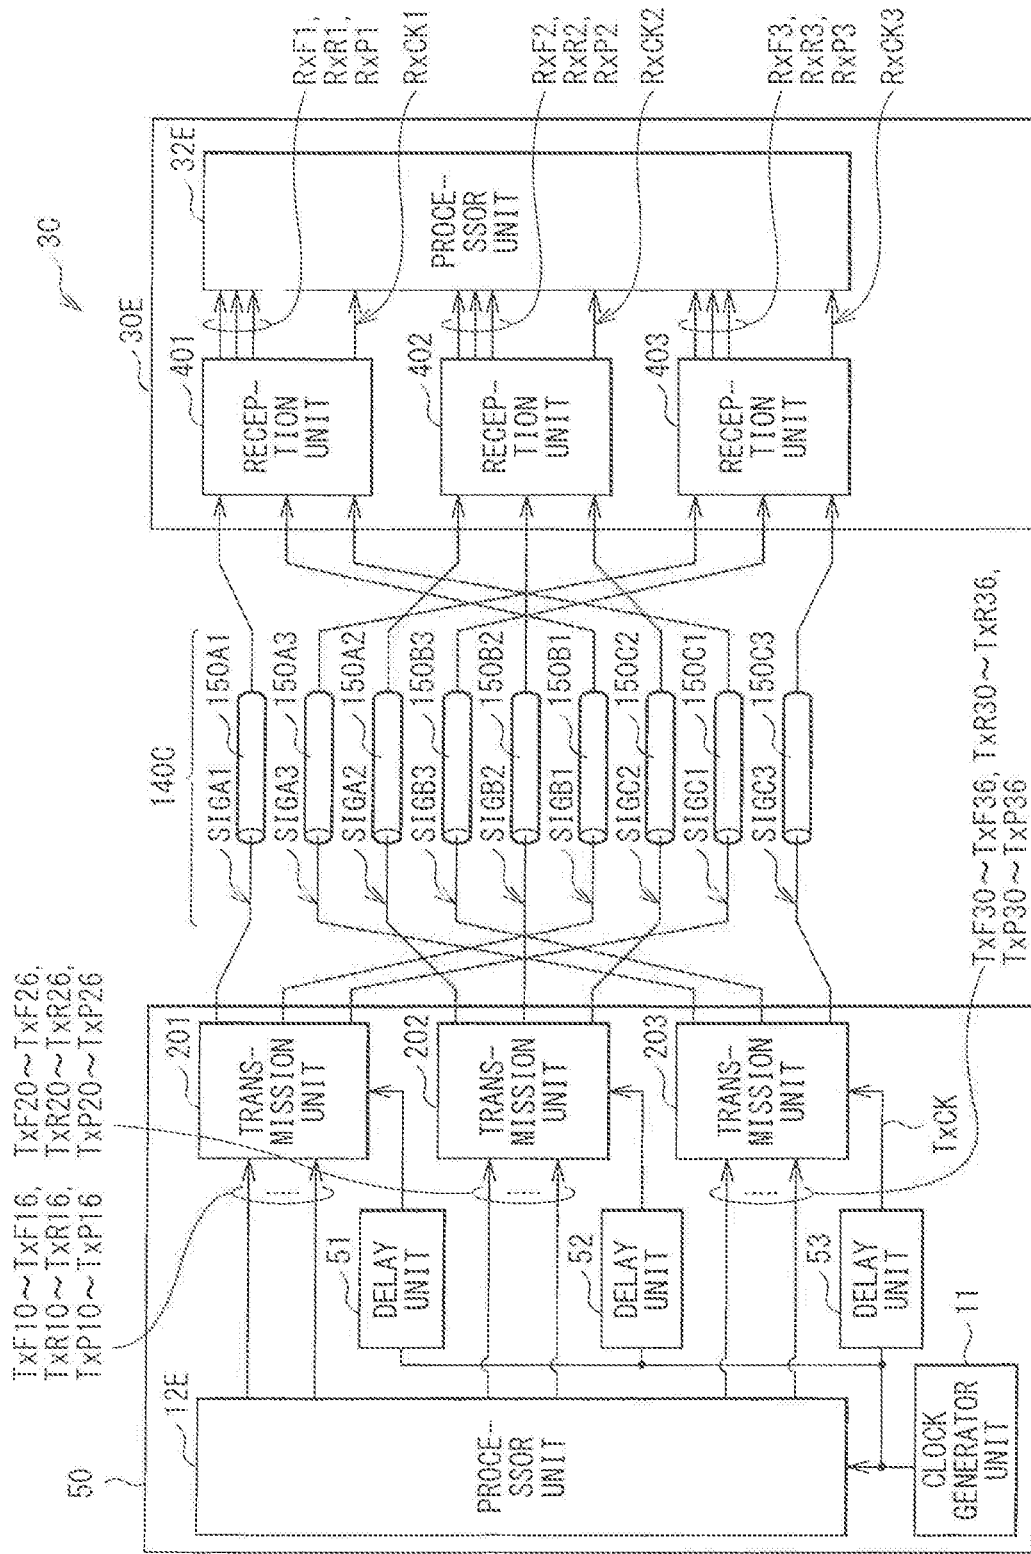 3C
50
12E
PROCE-
SSOR
UNIT
CLOCK
GENERATOR
UNIT
11
TxF10~TxF16,
TxR10~TxR16,
TxP10~TxP16
TxF20~TxF26,
TxR20~TxR26,
TxP20~TxP26
51
DELAY
UNIT
52
DELAY
UNIT
53
DELAY
UNIT
TxCK
201
TRANS-
MISSION
UNIT
202
TRANS-
MISSION
UNIT
203
TRANS-
MISSION
UNIT
TxF30~TxF36, TxR30~TxR36,
TxP30~TxP36
140C
SIGA1 150A1
SIGA3 150A3
SIGA2 150A2
SIGB3 150B3
SIGB2 150B2
SIGB1 150B1
SIGC2 150C2
SIGC1 150C1
SIGC3 150C3
30E
401
RECEP-
TION
UNIT
402
RECEP-
TION
UNIT
403
RECEP-
TION
UNIT
32E
PROCE-
SSOR
UNIT
RxF1,
RxR1,
RxP1
RxCK1
RxF2,
RxR2,
RxP2
RxCK2
RxF3,
RxR3,
RxP3
RxCK3